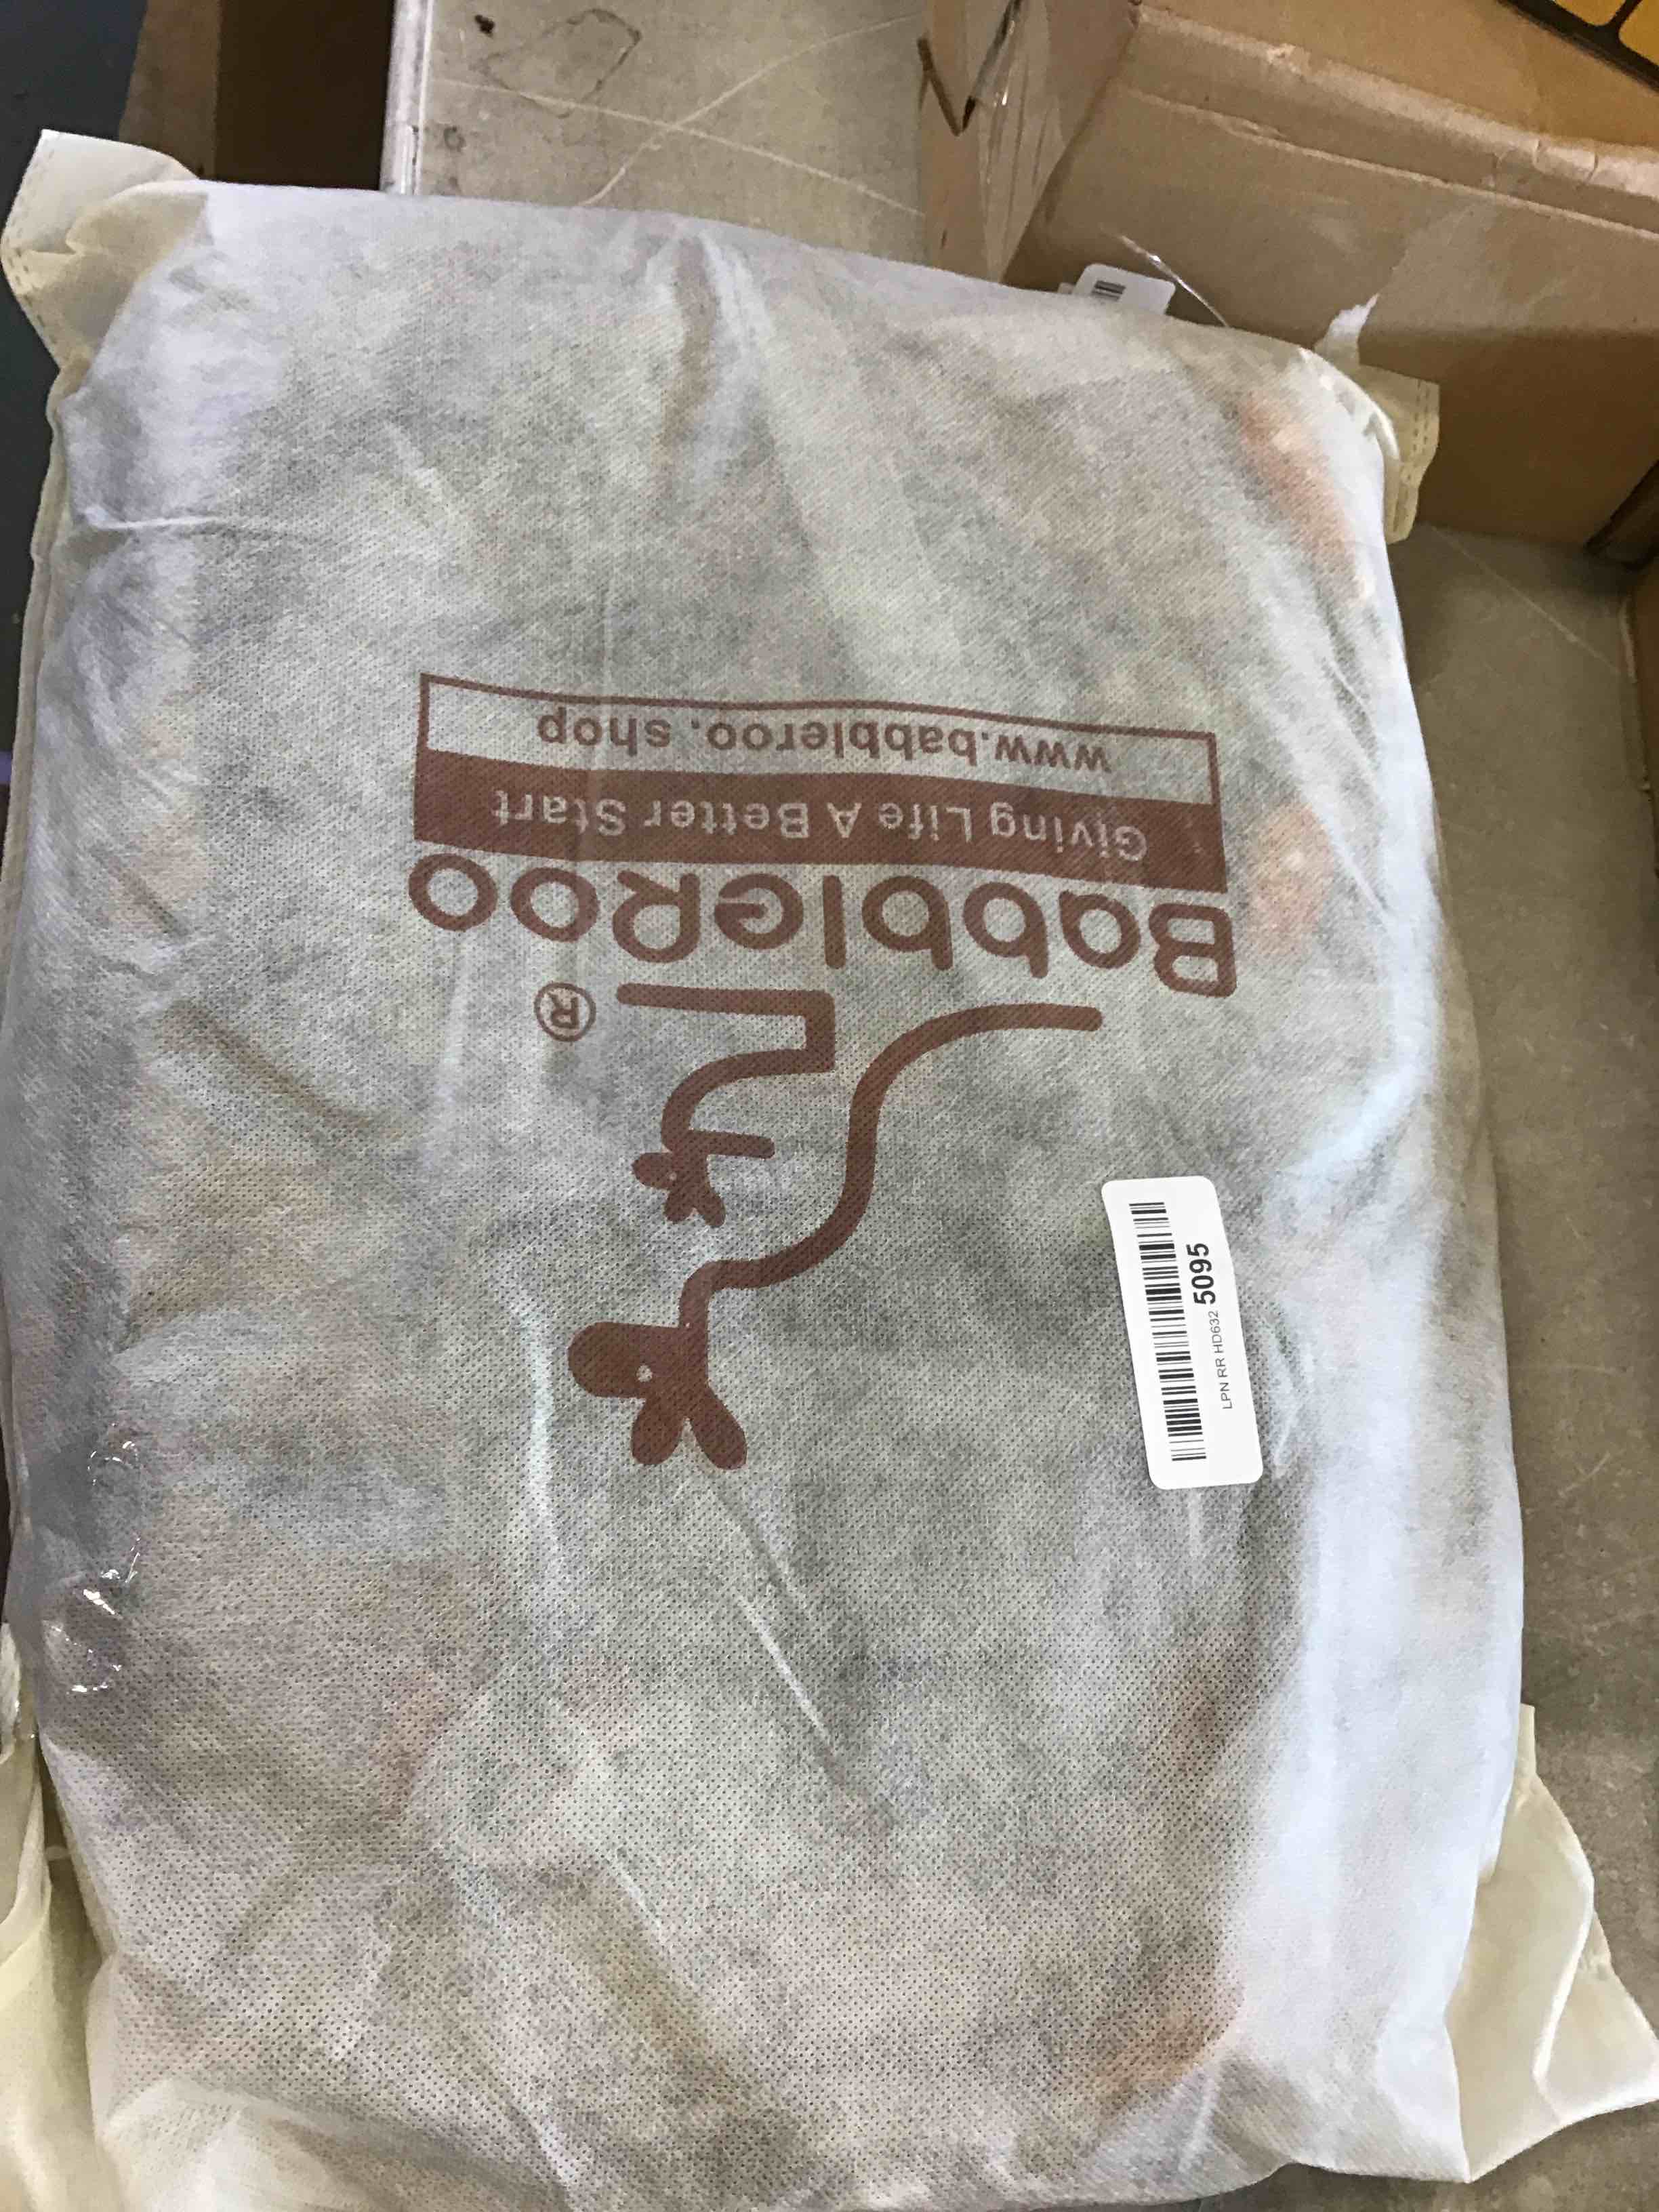 ®
BabbleRoo
Giving Life A Better Start
www.babbleroo.shop
LPN RR HD632 5095